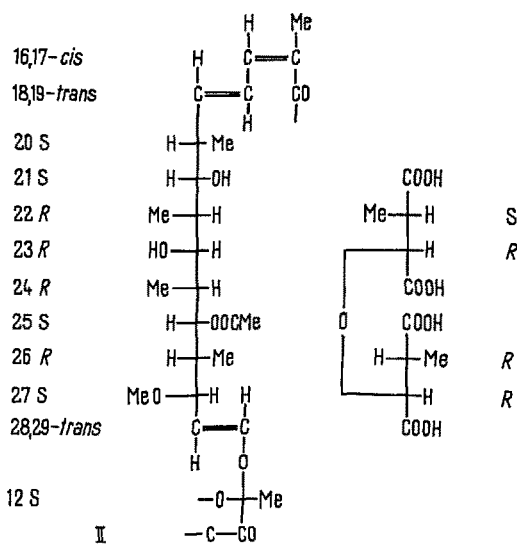 Me
H H
16,17-cis C=C
18,19-trans C=C CO
H
20 S H Me
21 S H OH COOH
22 R Me H Me H S
23 R HO H H R
24 R Me H COOH
25 S H OOCMe O COOH
26 R H Me H Me R
27 S MeO H H H R
28,29-trans C=C COOH
H O
12 S -O Me
II -C-CO